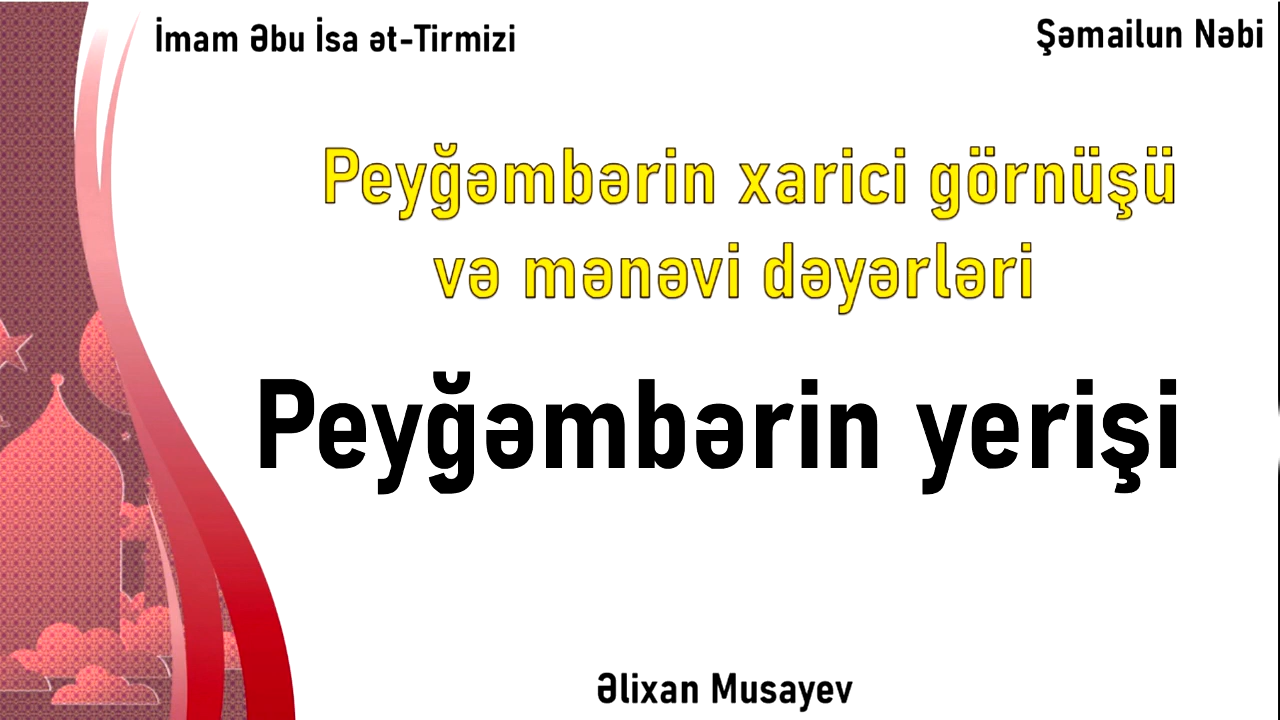 İmam Əbu İsa ət-Tirmizi
Şəmailun Nəbi
Peyğəmbərin xarici görnüşü
və mənəvi dəyərləri
Peyğəmbərin yerişi
Əlixan Musayev